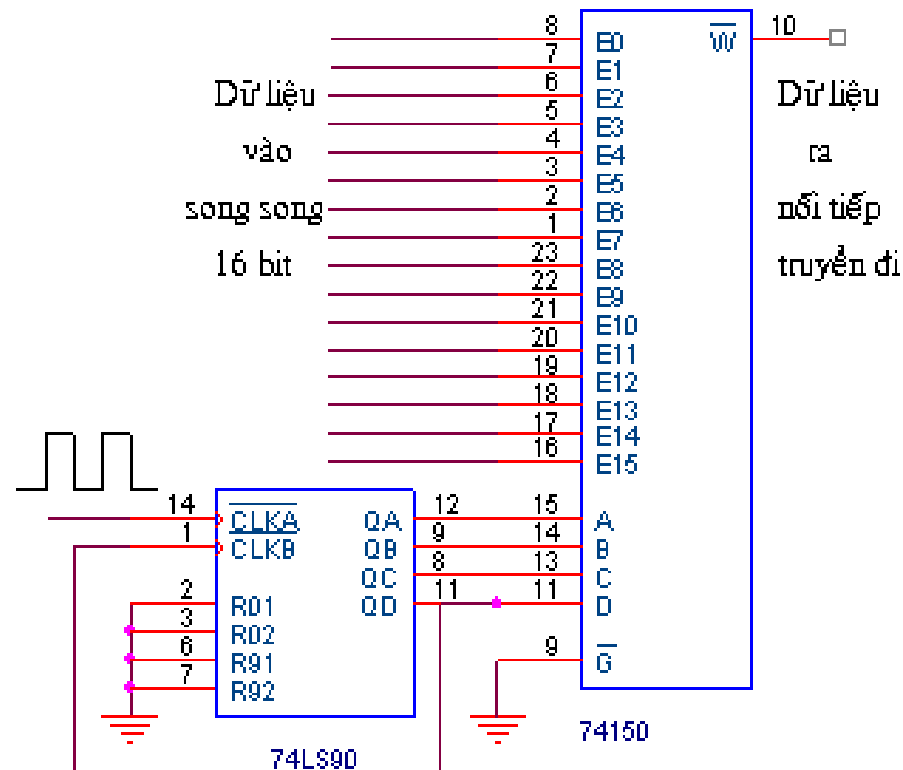 8 E0 W 10
7 E1
6 E2
5 E3
4 E4
3 E5
2 E6
1 E7
23 E8
22 E9
21 E10
20 E11
19 E12
18 E13
17 E14
16 E15
Dữ liệu
vào
song song
16 bit
Dữ liệu
ra
nối tiếp
truyền đi
14 CLKA QA 12 15 A
1 CLKB QB 9 14 B
QC 8 13 C
2 R01 QD 11 11 D
3 R02
6 R91 9 G
7 R92
74LS90
74150